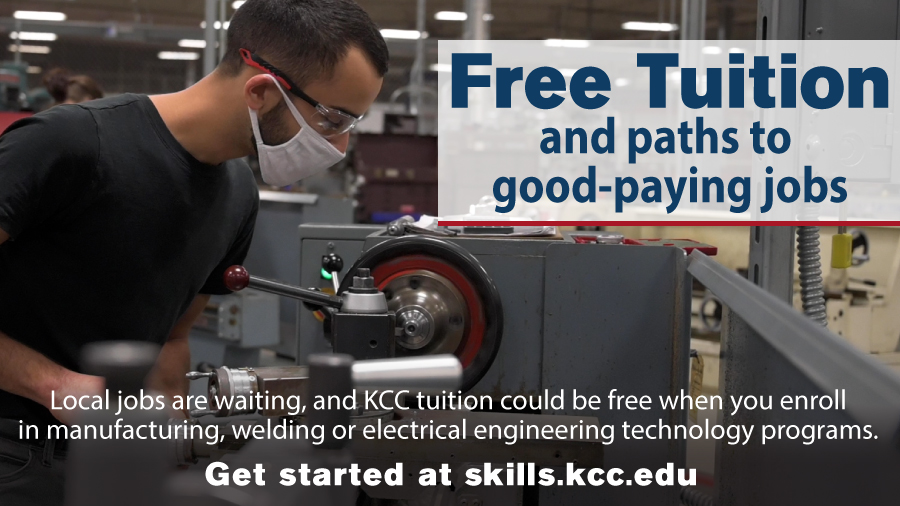 Free Tuition
and paths to
good-paying jobs
Local jobs are waiting, and KCC tuition could be free when you enroll
in manufacturing, welding or electrical engineering technology programs.
Get started at skills.kcc.edu